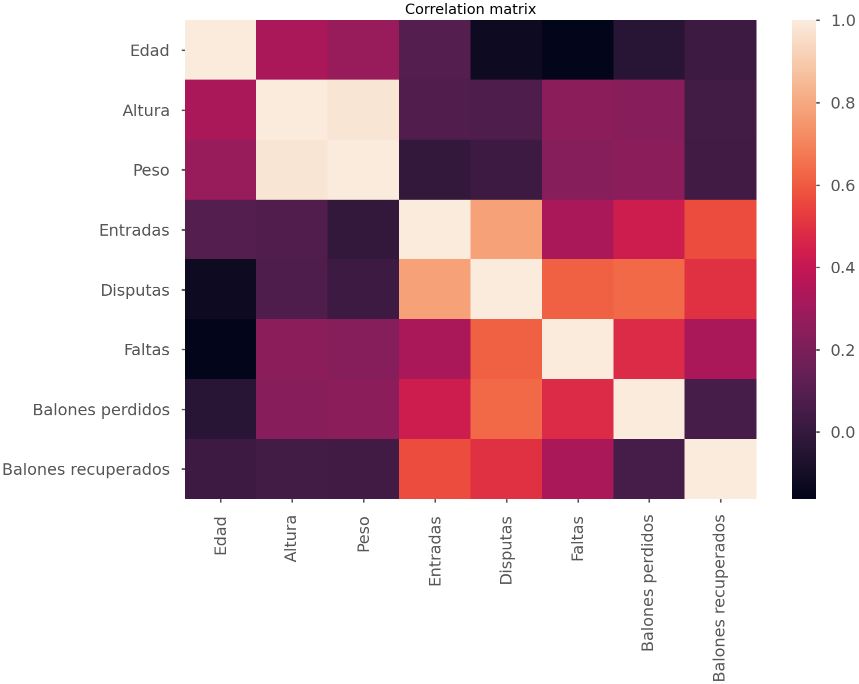 Correlation matrix
Edad
Altura
Peso
Entradas
Disputas
Faltas
Balones perdidos
Balones recuperados
Edad
Altura
Peso
Entradas
Disputas
Faltas
Balones perdidos
Balones recuperados
1.0
0.8
0.6
0.4
0.2
0.0